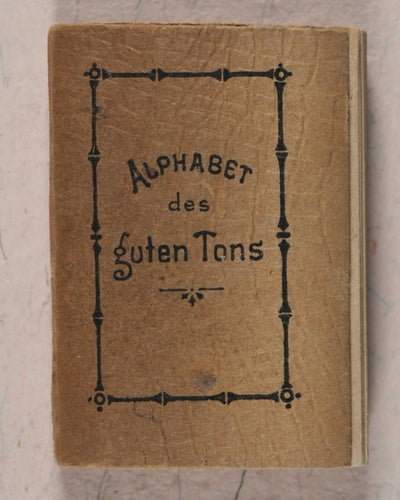 ALPHABET
des
guten Tons